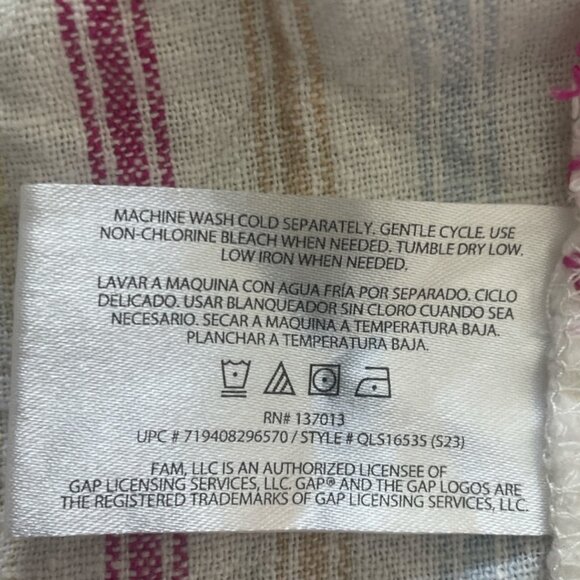 MACHINE WASH COLD SEPARATELY. GENTLE CYCLE. USE
NON-CHLORINE BLEACH WHEN NEEDED. TUMBLE DRY LOW.
LOW IRON WHEN NEEDED.
LAVAR A MAQUINA CON AGUA FRÍA POR SEPARADO. CICLO
DELICADO. USAR BLANQUEADOR SIN CLORO CUANDO SEA
NECESARIO. SECAR A MAQUINA A TEMPERATURA BAJA.
PLANCHAR A TEMPERATURA BAJA.
RN# 137013
UPC # 719408296570 / STYLE # QLS16535 (S23)
FAM, LLC IS AN AUTHORIZED LICENSEE OF
GAP LICENSING SERVICES, LLC. GAP® AND THE GAP LOGOS ARE
THE REGISTERED TRADEMARKS OF GAP LICENSING SERVICES, LLC.